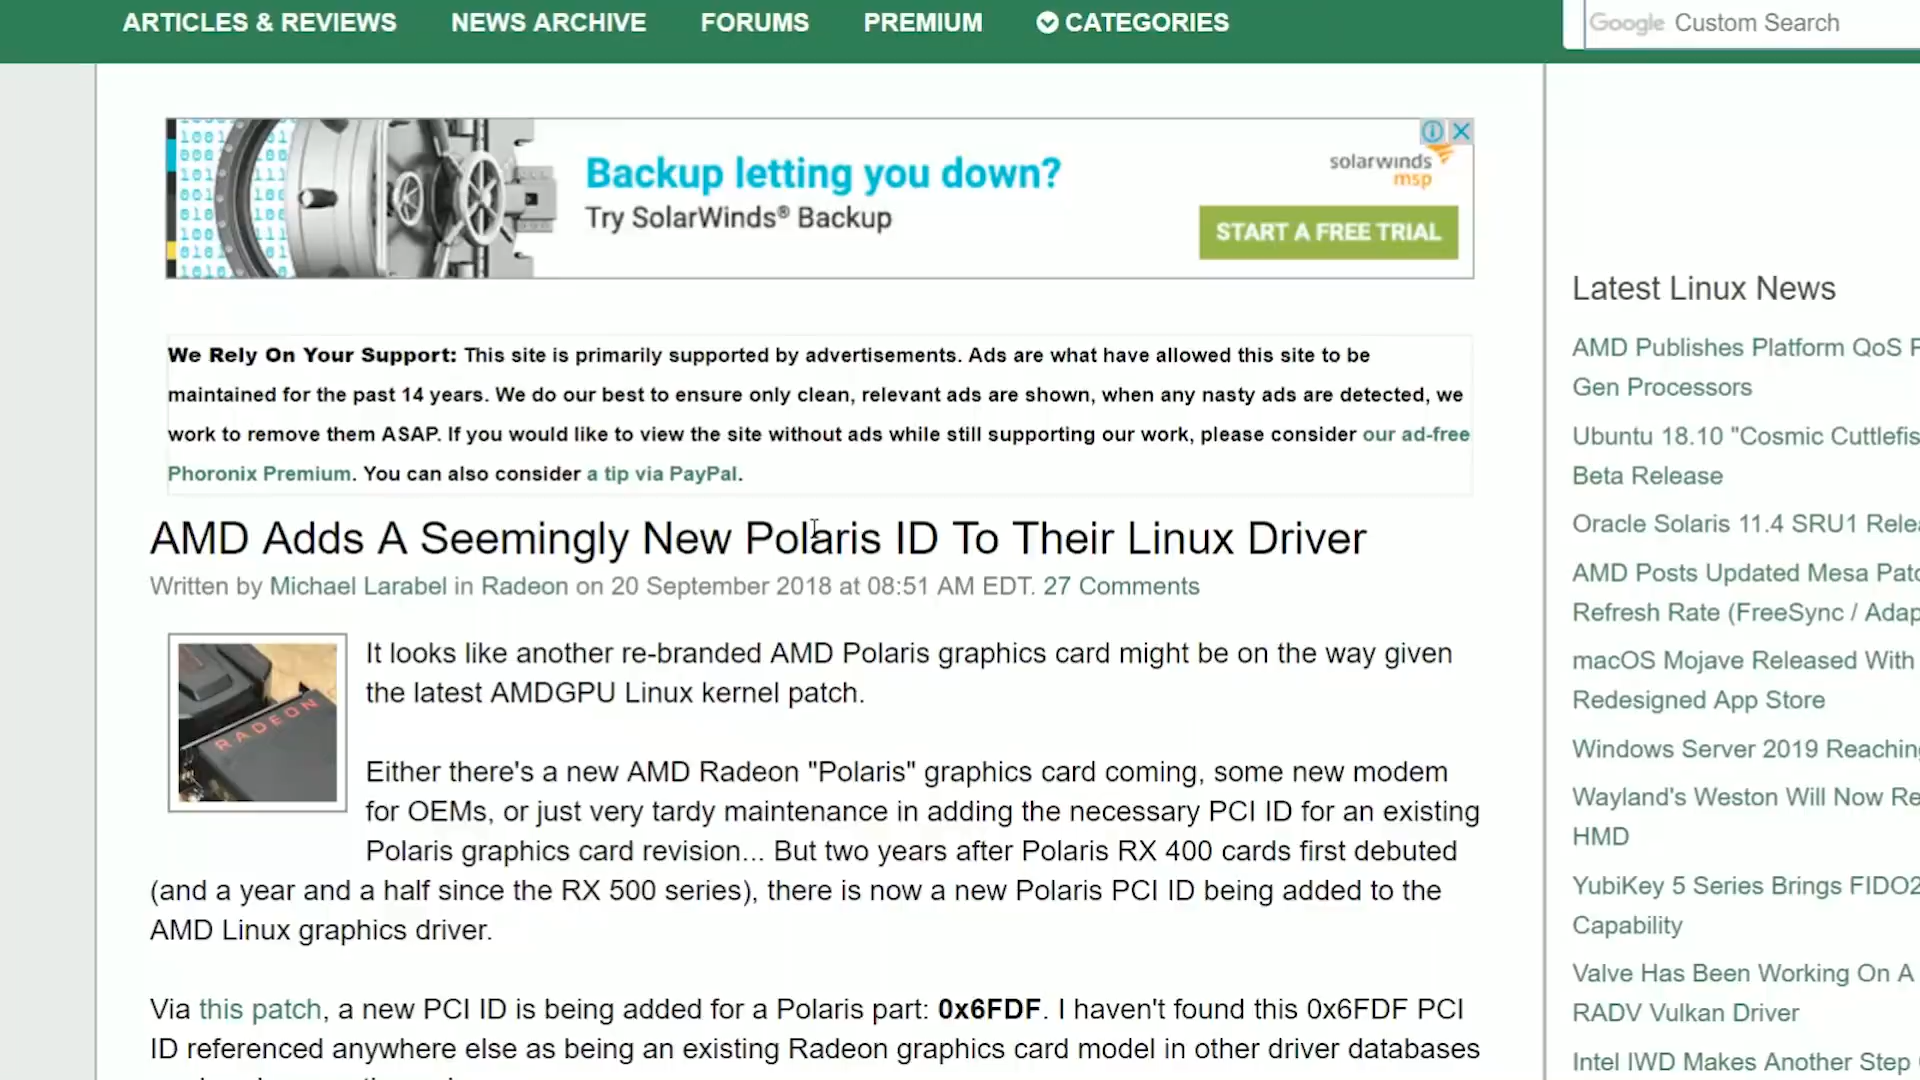 ARTICLES & REVIEWS NEWS ARCHIVE FORUMS PREMIUM CATEGORIES
Google Custom Search
Backup letting you down?
Try SolarWinds® Backup
solarwinds
msp
START A FREE TRIAL
We Rely On Your Support: This site is primarily supported by advertisements. Ads are what have allowed this site to be
maintained for the past 14 years. We do our best to ensure only clean, relevant ads are shown, when any nasty ads are detected, we
work to remove them ASAP. If you would like to view the site without ads while still supporting our work, please consider our ad-free
Phoronix Premium. You can also consider a tip via PayPal.
AMD Adds A Seemingly New Polaris ID To Their Linux Driver
Written by Michael Larabel in Radeon on 20 September 2018 at 08:51 AM EDT. 27 Comments
RADEON
It looks like another re-branded AMD Polaris graphics card might be on the way given
the latest AMDGPU Linux kernel patch.
Either there's a new AMD Radeon "Polaris" graphics card coming, some new modem
for OEMs, or just very tardy maintenance in adding the necessary PCI ID for an existing
Polaris graphics card revision... But two years after Polaris RX 400 cards first debuted
(and a year and a half since the RX 500 series), there is now a new Polaris PCI ID being added to the
AMD Linux graphics driver.
Via this patch, a new PCI ID is being added for a Polaris part: 0x6FDF. I haven't found this 0x6FDF PCI
ID referenced anywhere else as being an existing Radeon graphics card model in other driver databases
Latest Linux News
AMD Publishes Platform QoS
Gen Processors
Ubuntu 18.10 "Cosmic
Beta Release
Oracle Solaris 11.4 SRU1
AMD Posts Updated Mesa
Refresh Rate (FreeSync /
macOS Mojave Released With
Redesigned App Store
Windows Server 2019
Wayland's Weston Will Now
HMD
YubiKey 5 Series Brings FIDO2
Capability
Valve Has Been Working On A
RADV Vulkan Driver
Intel IWD Makes Another Step